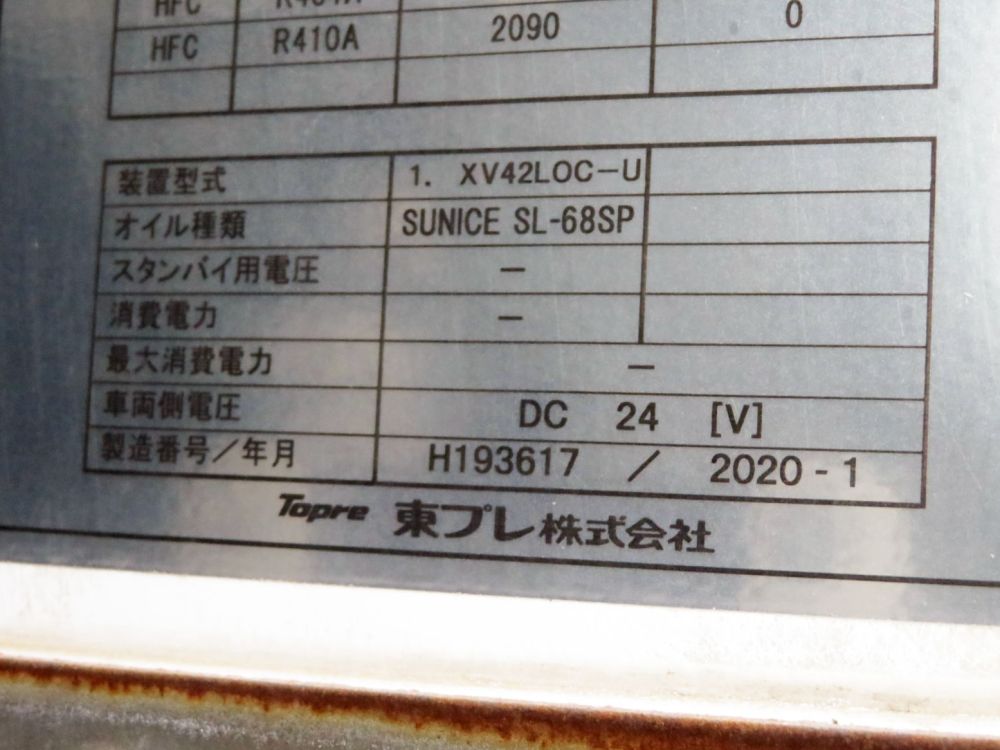 HFC R404A
HFC R410A 2090 0
装置型式 1. XV42LOC-U
オイル種類 SUNICE SL-68SP
スタンバイ用電圧 －
消費電力 －
最大消費電力 －
車両側電圧 DC 24 [V]
製造番号／年月 H193617 ／ 2020 - 1
Topre 東プレ株式会社